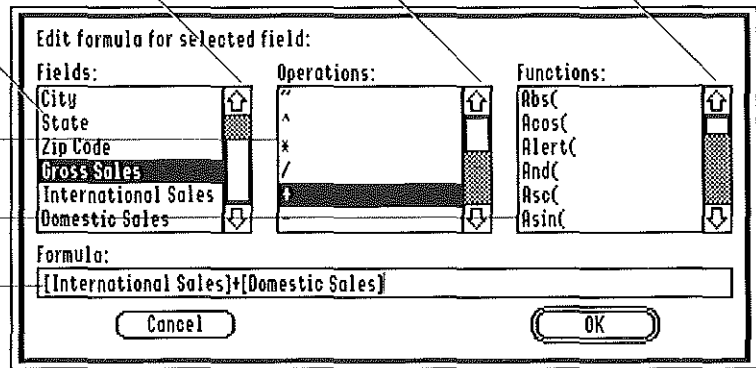 Edit formula for selected field:
Fields:
City
State
Zip Code
Gross Sales
International Sales
Domestic Sales
Operations:
"
^
*
/
+
-
Functions:
Abs(
Acos(
Alert(
And(
Asc(
Asin(
Formula:
[International Sales]+[Domestic Sales]
Cancel
OK